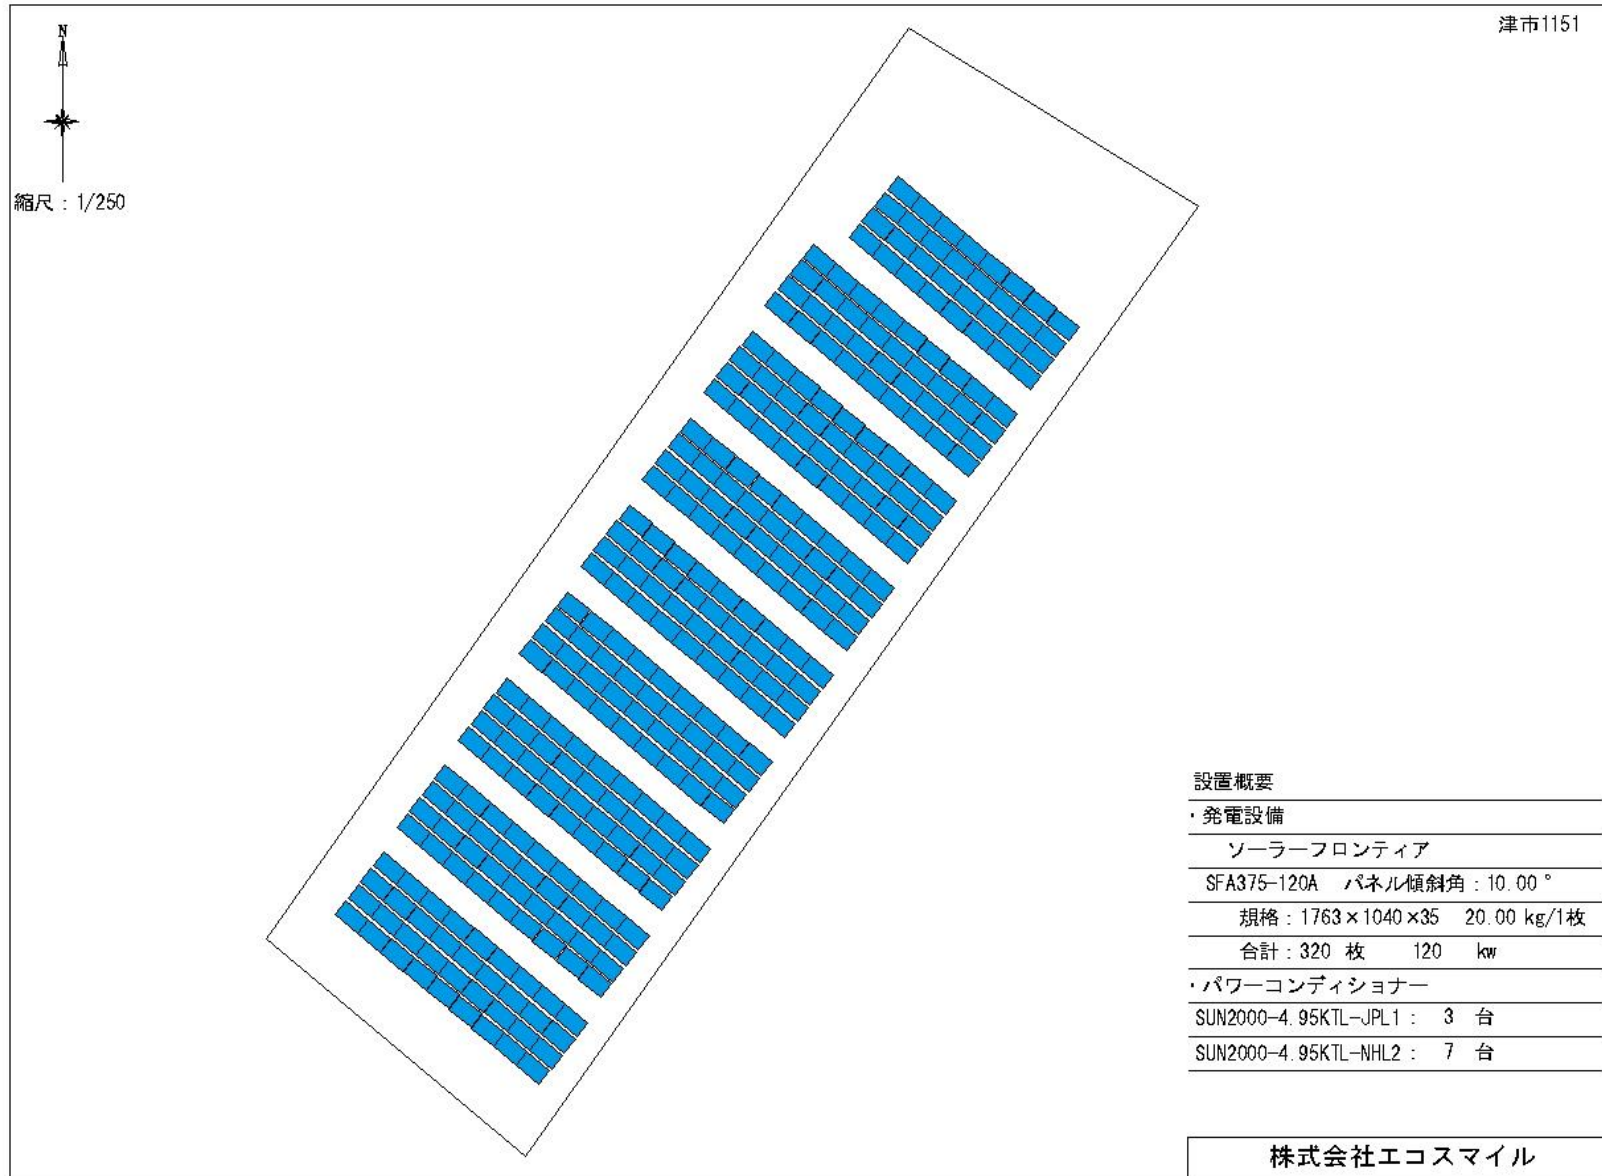 津市1151
N
縮尺：1/250
設置概要
・発電設備
ソーラーフロンティア
SFA375-120A パネル傾斜角：10.00°
規格：1763×1040×35 20.00 kg/1枚
合計：320 枚 120 kw
・パワーコンディショナー
SUN2000-4.95KTL-JPL1： 3 台
SUN2000-4.95KTL-NHL2： 7 台
株式会社エコスマイル